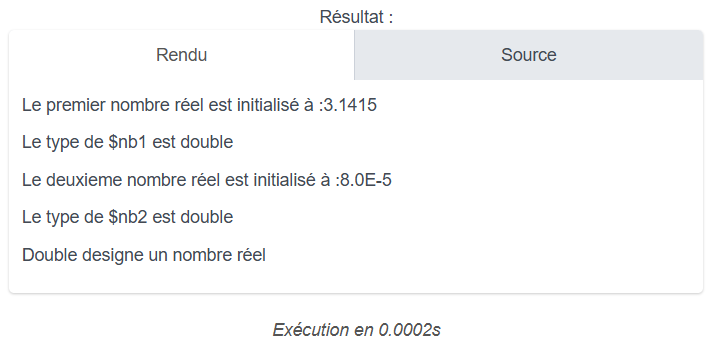 Résultat :
Rendu
Source
Le premier nombre réel est initialisé à :3.1415
Le type de $nb1 est double
Le deuxieme nombre réel est initialisé à :8.0E-5
Le type de $nb2 est double
Double designe un nombre réel
Exécution en 0.0002s